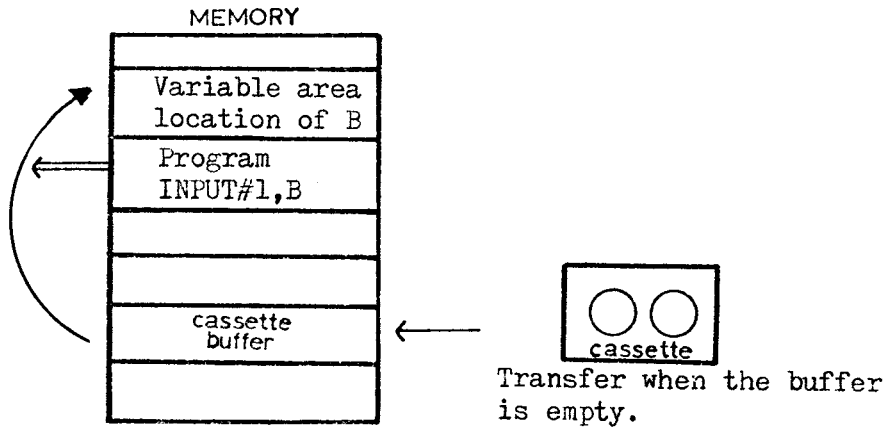 MEMORY
Variable area
location of B
Program
INPUT#1,B
cassette
buffer
cassette
Transfer when the buffer
is empty.